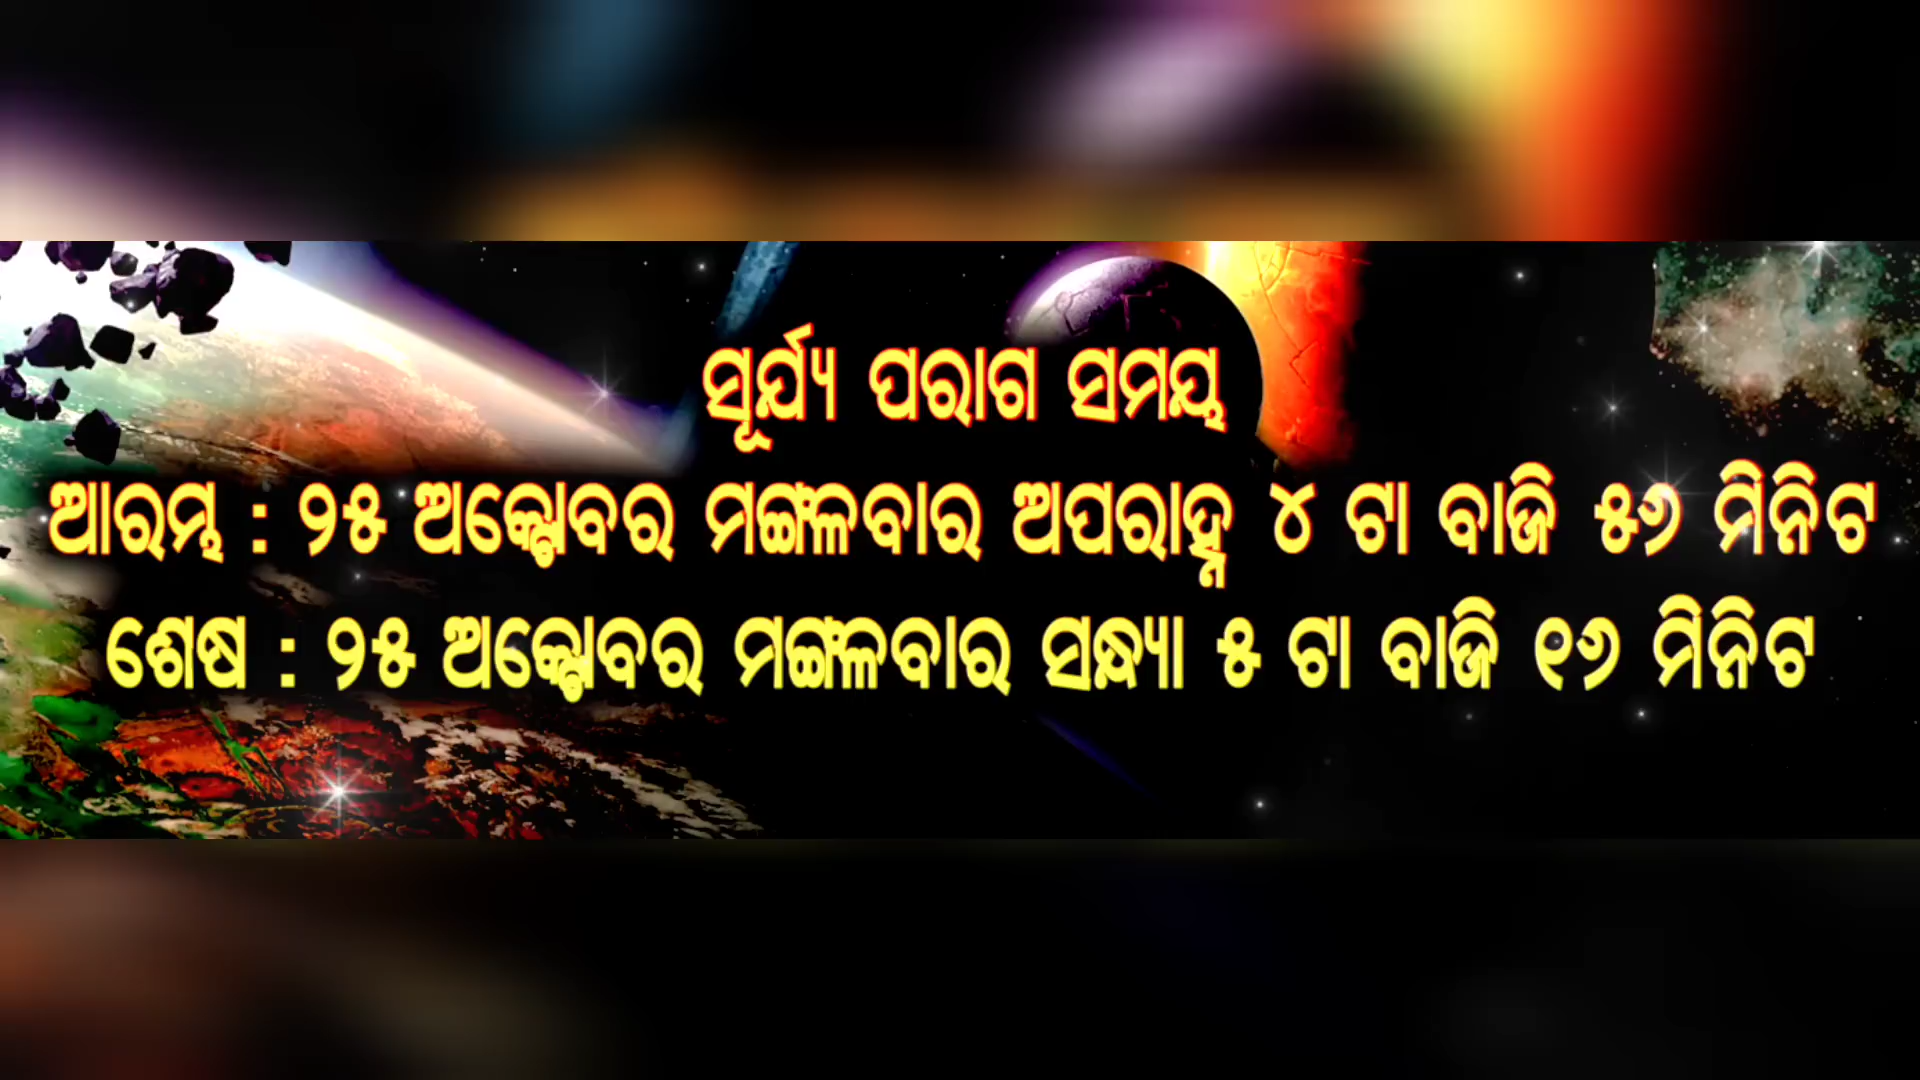 ସୂର୍ଯ୍ୟ ପରାଗ ସମୟ
ଆରମ୍ଭ : ୨୫ ଅକ୍ଟୋବର ମଙ୍ଗଳବାର ଅପରାହ୍ନ ୪ ଟା ବାଜି ୫୬ ମିନିଟ
ଶେଷ : ୨୫ ଅକ୍ଟୋବର ମଙ୍ଗଳବାର ସନ୍ଧ୍ୟା ୫ ଟା ବାଜି ୧୬ ମିନିଟ